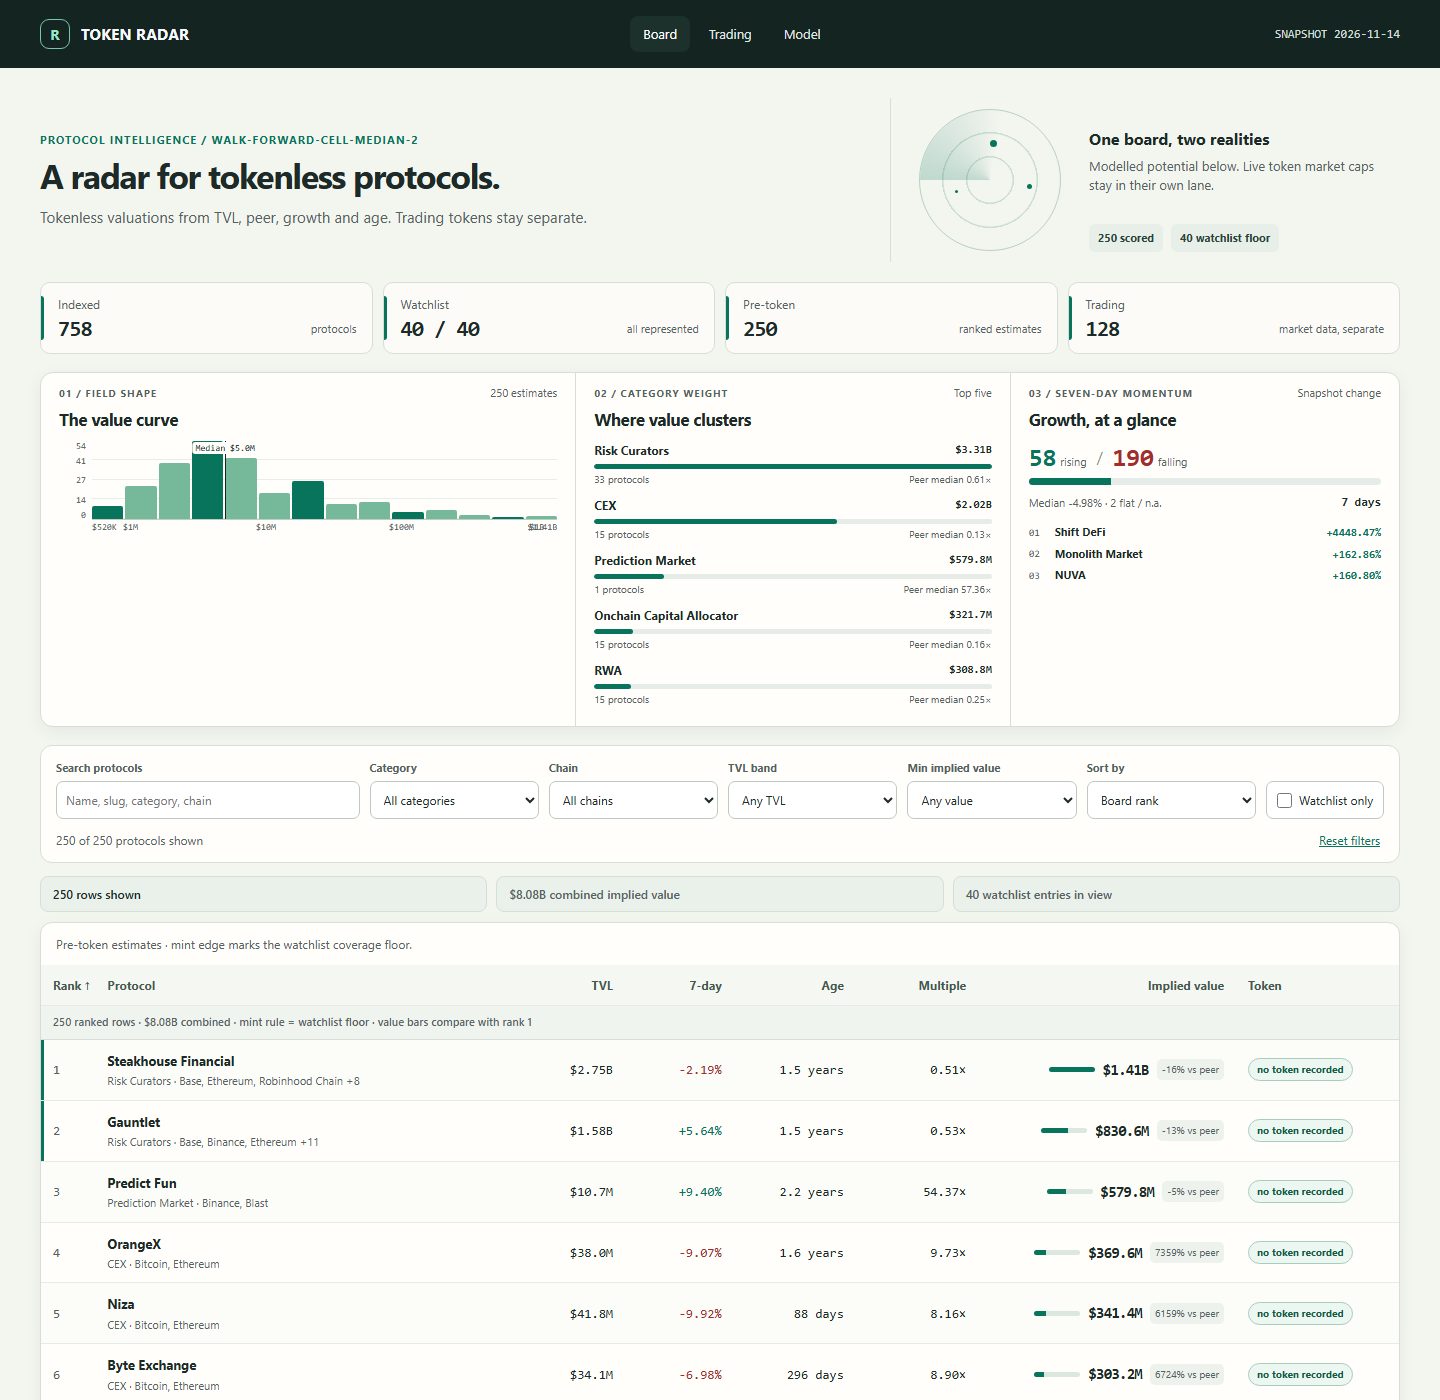 R TOKEN RADAR
Board Trading Model
SNAPSHOT 2026-11-14
PROTOCOL INTELLIGENCE / WALK-FORWARD-CELL-MEDIAN-2
A radar for tokenless protocols.
Tokenless valuations from TVL, peer, growth and age. Trading tokens stay separate.
One board, two realities
Modelled potential below. Live token market caps
stay in their own lane.
250 scored 40 watchlist floor
Indexed
758 protocols
Watchlist
40 / 40 all represented
Pre-token
250 ranked estimates
Trading
128 market data, separate
01 / FIELD SHAPE 250 estimates
The value curve
54
41
27
14
0
Median $5.0M
$520K $1M $10M $100M $1.41B
02 / CATEGORY WEIGHT Top five
Where value clusters
Risk Curators $3.31B
33 protocols Peer median 0.61×
CEX $2.02B
15 protocols Peer median 0.13×
Prediction Market $579.8M
1 protocols Peer median 57.36×
Onchain Capital Allocator $321.7M
15 protocols Peer median 0.16×
RWA $308.8M
15 protocols Peer median 0.25×
03 / SEVEN-DAY MOMENTUM Snapshot change
Growth, at a glance
58 rising / 190 falling
Median -4.98% · 2 flat / n.a. 7 days
01 Shift DeFi +4448.47%
02 Monolith Market +162.86%
03 NUVA +160.80%
Search protocols Category Chain TVL band Min implied value Sort by
Name, slug, category, chain All categories All chains Any TVL Any value Board rank Watchlist only
250 of 250 protocols shown Reset filters
250 rows shown $8.08B combined implied value 40 watchlist entries in view
Pre-token estimates · mint edge marks the watchlist coverage floor.
Rank ↑ Protocol TVL 7-day Age Multiple Implied value Token
250 ranked rows · $8.08B combined · mint rule = watchlist floor · value bars compare with rank 1
1 Steakhouse Financial $2.75B -2.19% 1.5 years 0.51× $1.41B -16% vs peer no token recorded
Risk Curators · Base, Ethereum, Robinhood Chain +8
2 Gauntlet $1.58B +5.64% 1.5 years 0.53× $830.6M -13% vs peer no token recorded
Risk Curators · Base, Binance, Ethereum +11
3 Predict Fun $10.7M +9.40% 2.2 years 54.37× $579.8M -5% vs peer no token recorded
Prediction Market · Binance, Blast
4 OrangeX $38.0M -9.07% 1.6 years 9.73× $369.6M 7359% vs peer no token recorded
CEX · Bitcoin, Ethereum
5 Niza $41.8M -9.92% 88 days 8.16× $341.4M 6159% vs peer no token recorded
CEX · Bitcoin, Ethereum
6 Byte Exchange $34.1M -6.98% 296 days 8.90× $303.2M 6724% vs peer no token recorded
CEX · Bitcoin, Ethereum